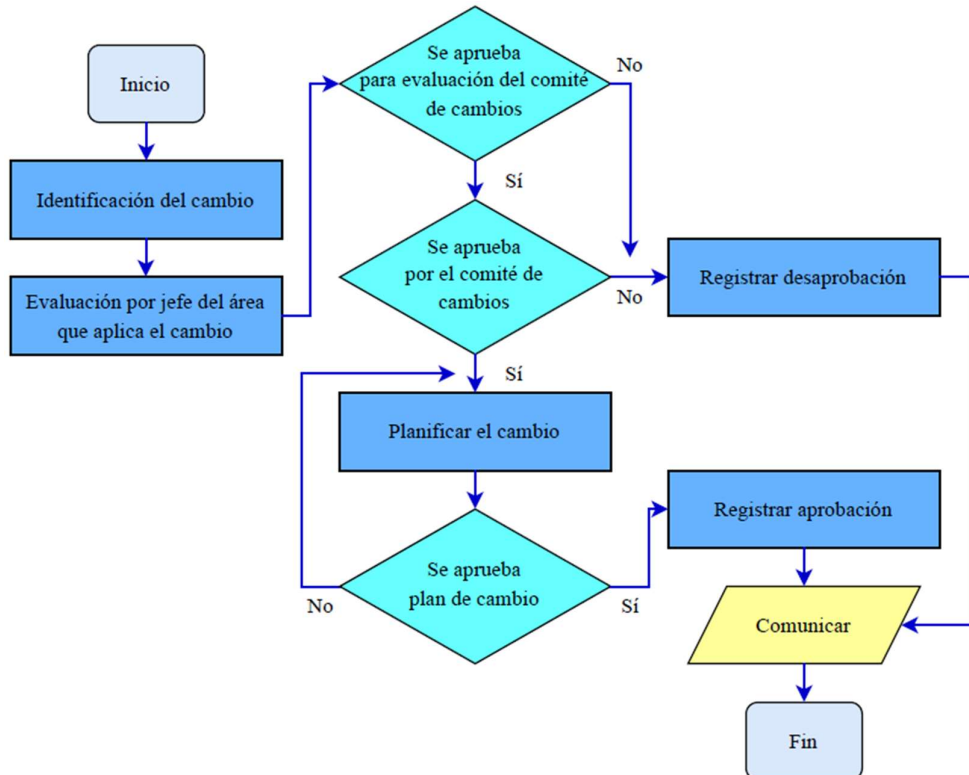 Inicio
Identificación del cambio
Evaluación por jefe del área
que aplica el cambio
Se aprueba
para evaluación del comité
de cambios
No
Sí
Se aprueba
por el comité de
cambios
No
Registrar desaprobación
Sí
Planificar el cambio
Se aprueba
plan de cambio
No
Sí
Registrar aprobación
Comunicar
Fin